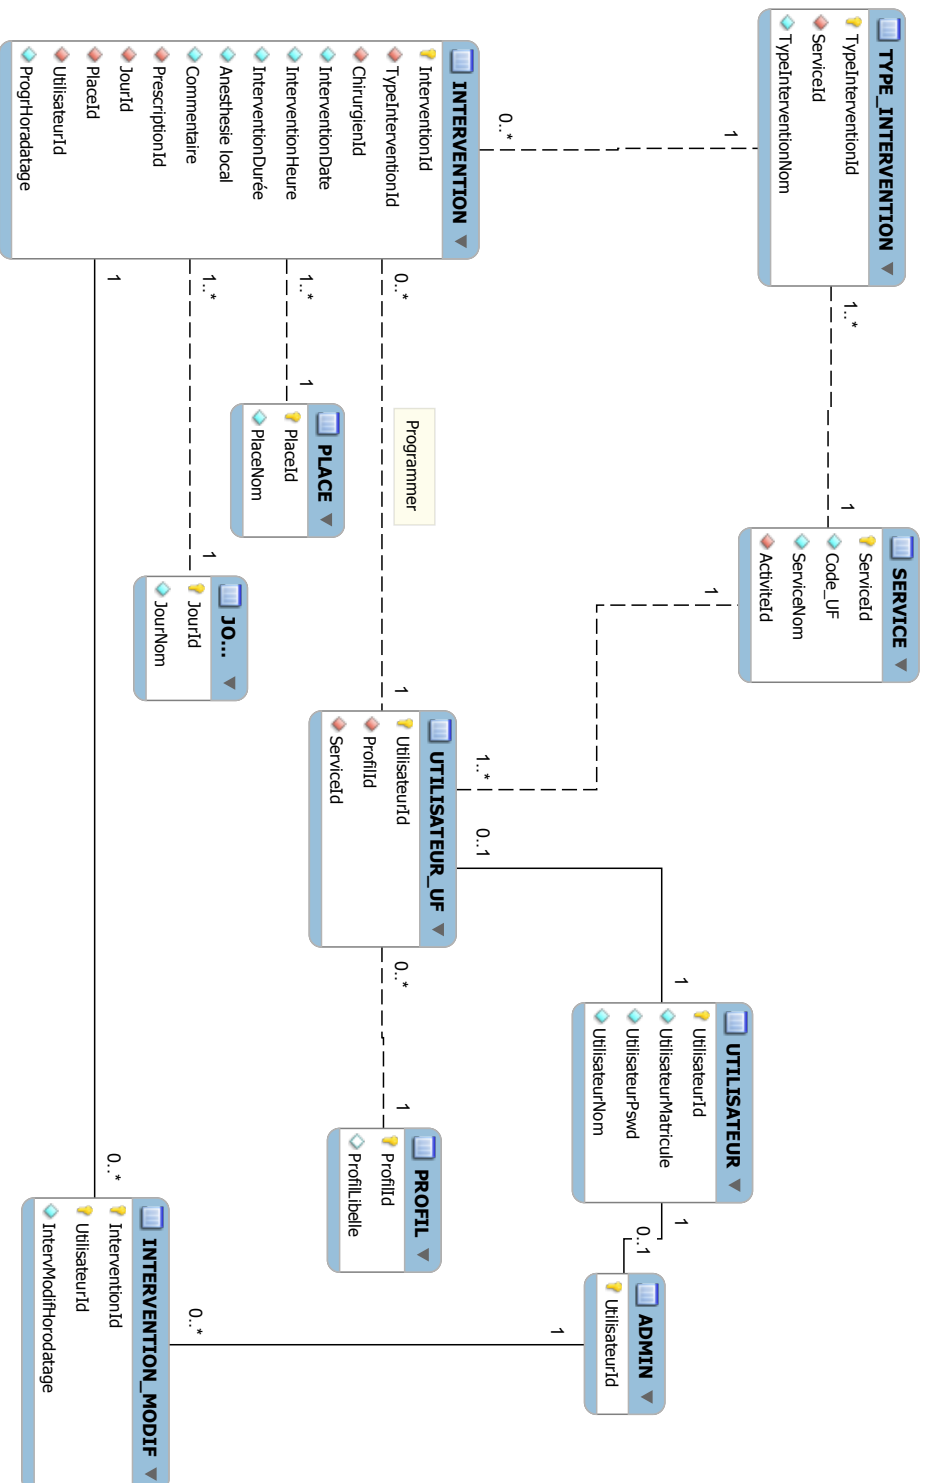 TYPE_INTERVENTION
TypeInterventionId
ServiceId
TypeInterventionNom
1
0..*
1..*
1
SERVICE
ServiceId
Code_UF
ServiceNom
ActiviteId
1
1..*
INTERVENTION
InterventionId
TypeInterventionId
ChirurgienId
InterventionDate
InterventionHeure
InterventionDurée
Anesthesie local
Commentaire
PrescriptionId
JourId
PlaceId
UtilisateurId
ProgrHoradatage
0..*
Programmer
1
1..*
1
PLACE
PlaceId
PlaceNom
1..*
1
JO...
JourId
JourNom
UTILISATEUR_UF
UtilisateurId
ProfilId
ServiceId
0..1
1
UTILISATEUR
UtilisateurId
UtilisateurMatricule
UtilisateurPswd
UtilisateurNom
0..*
1
PROFIL
ProfilId
ProfilLibelle
1
0..1
ADMIN
UtilisateurId
1
0..*
1
0..*
INTERVENTION_MODIF
InterventionId
UtilisateurId
IntervModifHorodatage